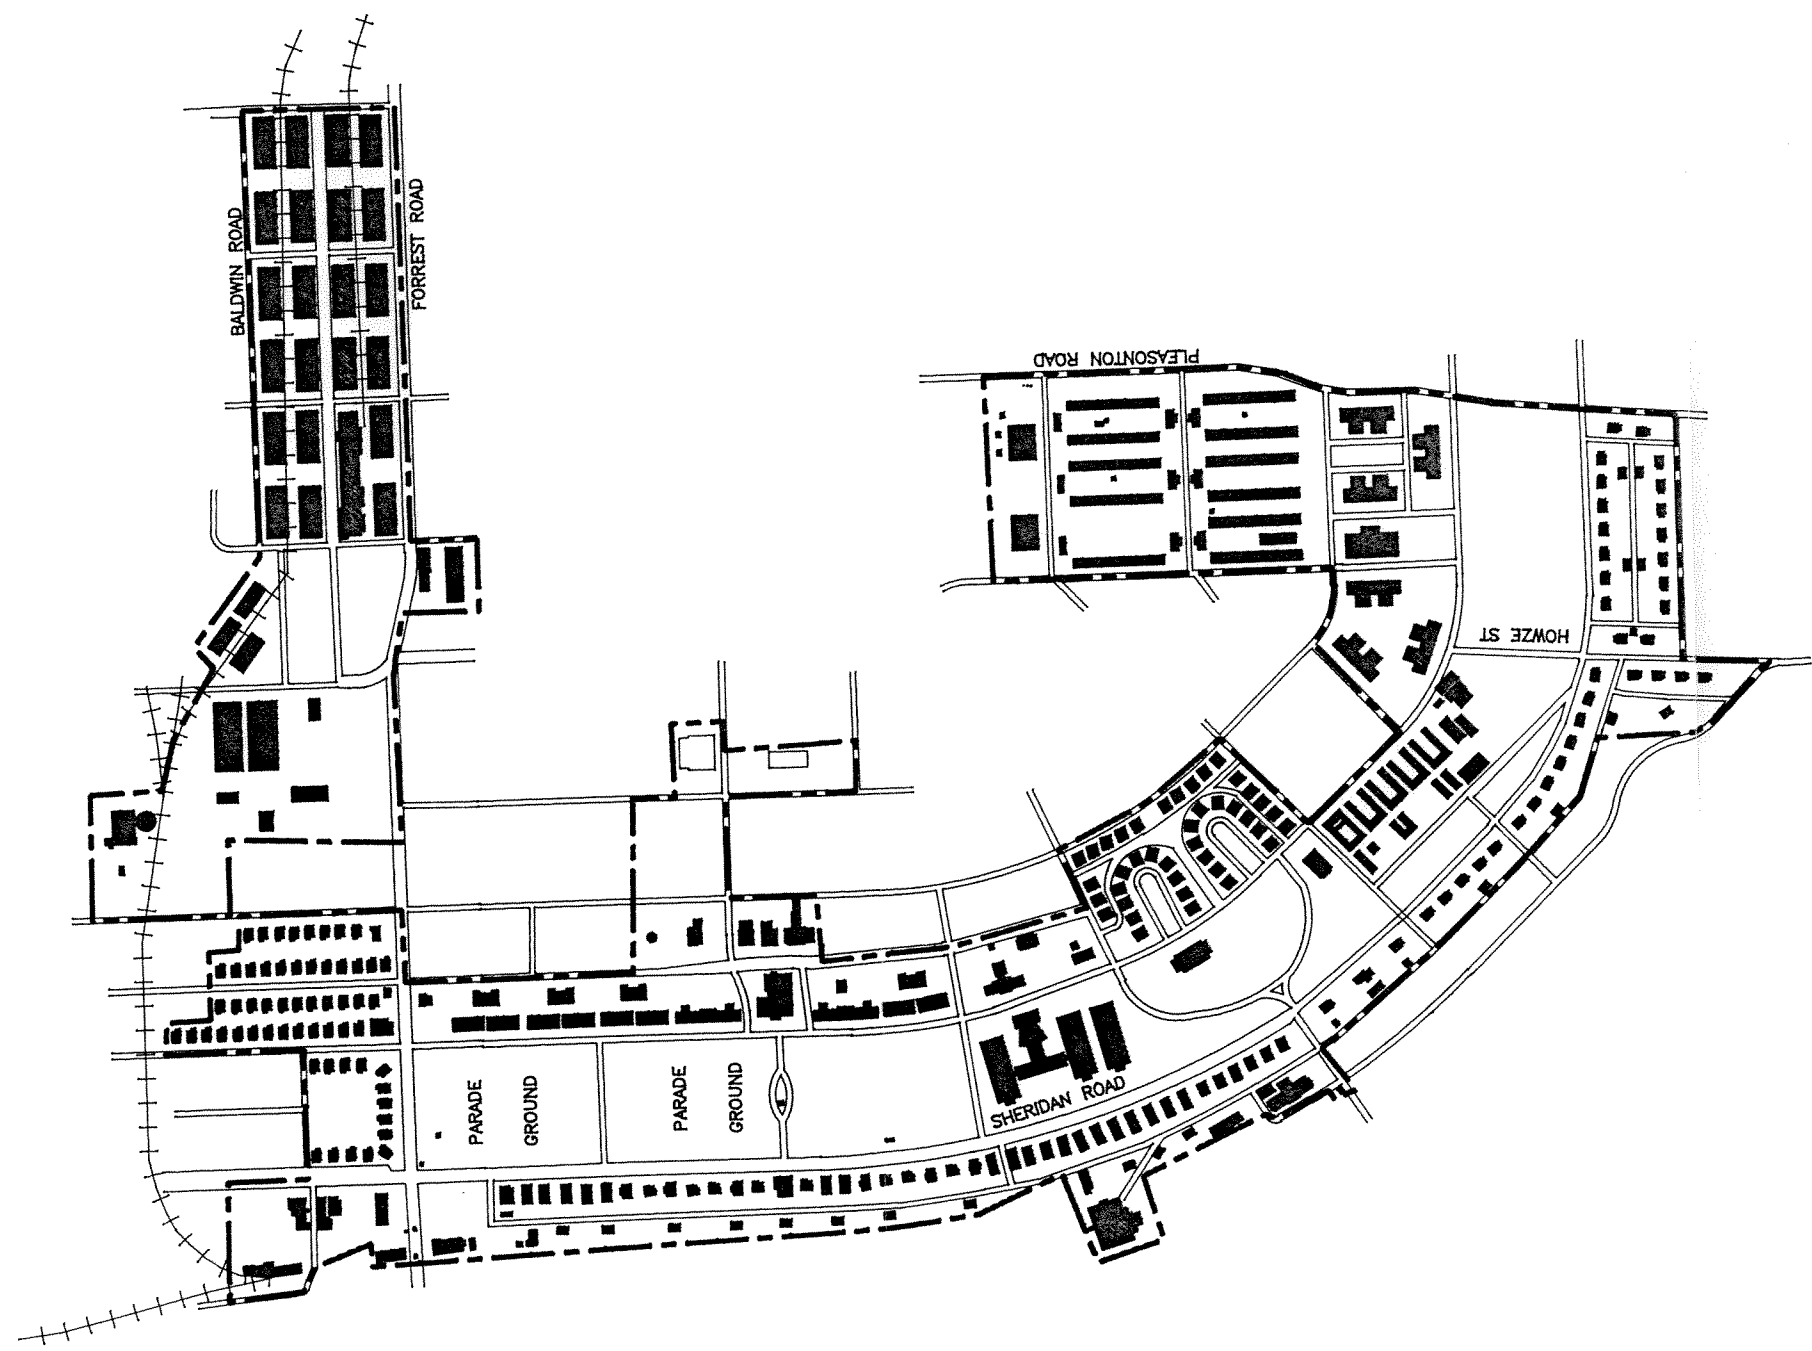 BALDWIN ROAD
FORREST ROAD
PLEASONTON ROAD
HOWZE ST
PARADE
GROUND
PARADE
GROUND
SHERIDAN ROAD